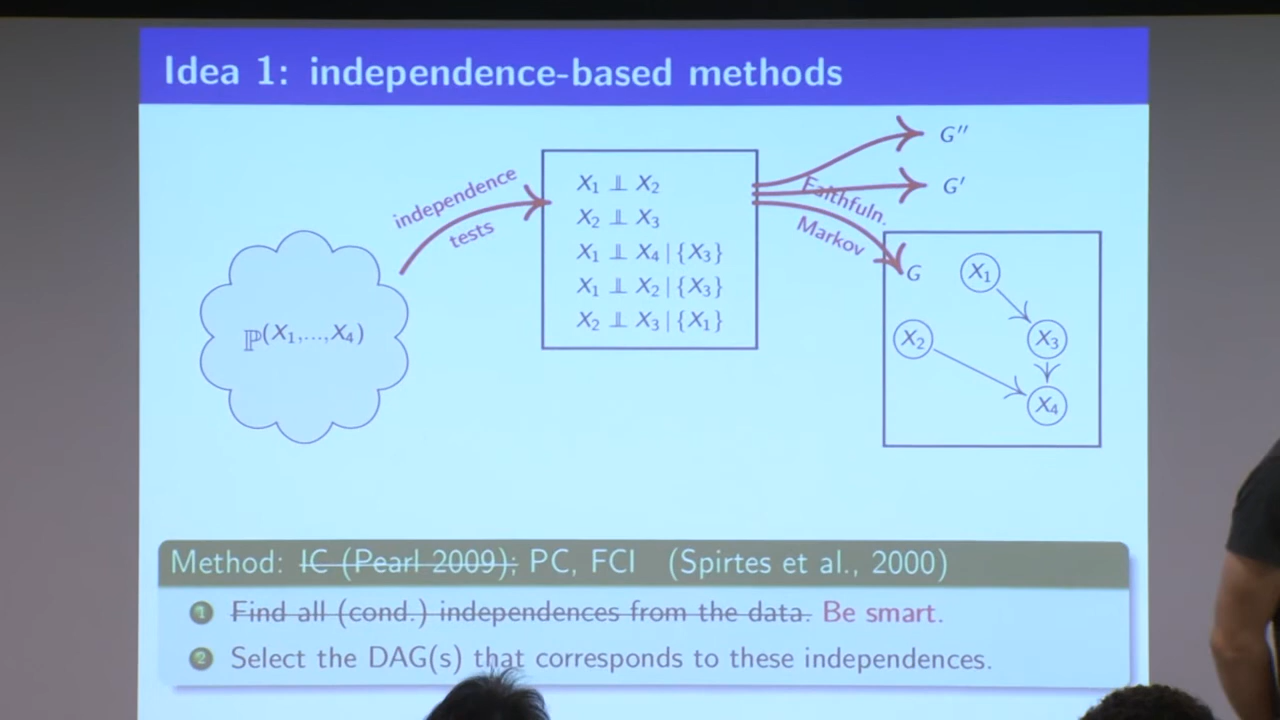 Idea 1: independence-based methods
G′′
G′
Faithfuln.
Markov
independence
tests
X₁ ⫫ X₂
X₂ ⫫ X₃
X₁ ⫫ X₄ | {X₃}
X₁ ⫫ X₂ | {X₃}
X₂ ⫫ X₃ | {X₁}
ℙ(X₁,...,X₄)
G
X₁
X₂
X₃
X₄
Method: IC (Pearl 2009); PC, FCI (Spirtes et al., 2000)
1 Find all (cond.) independences from the data. Be smart.
2 Select the DAG(s) that corresponds to these independences.